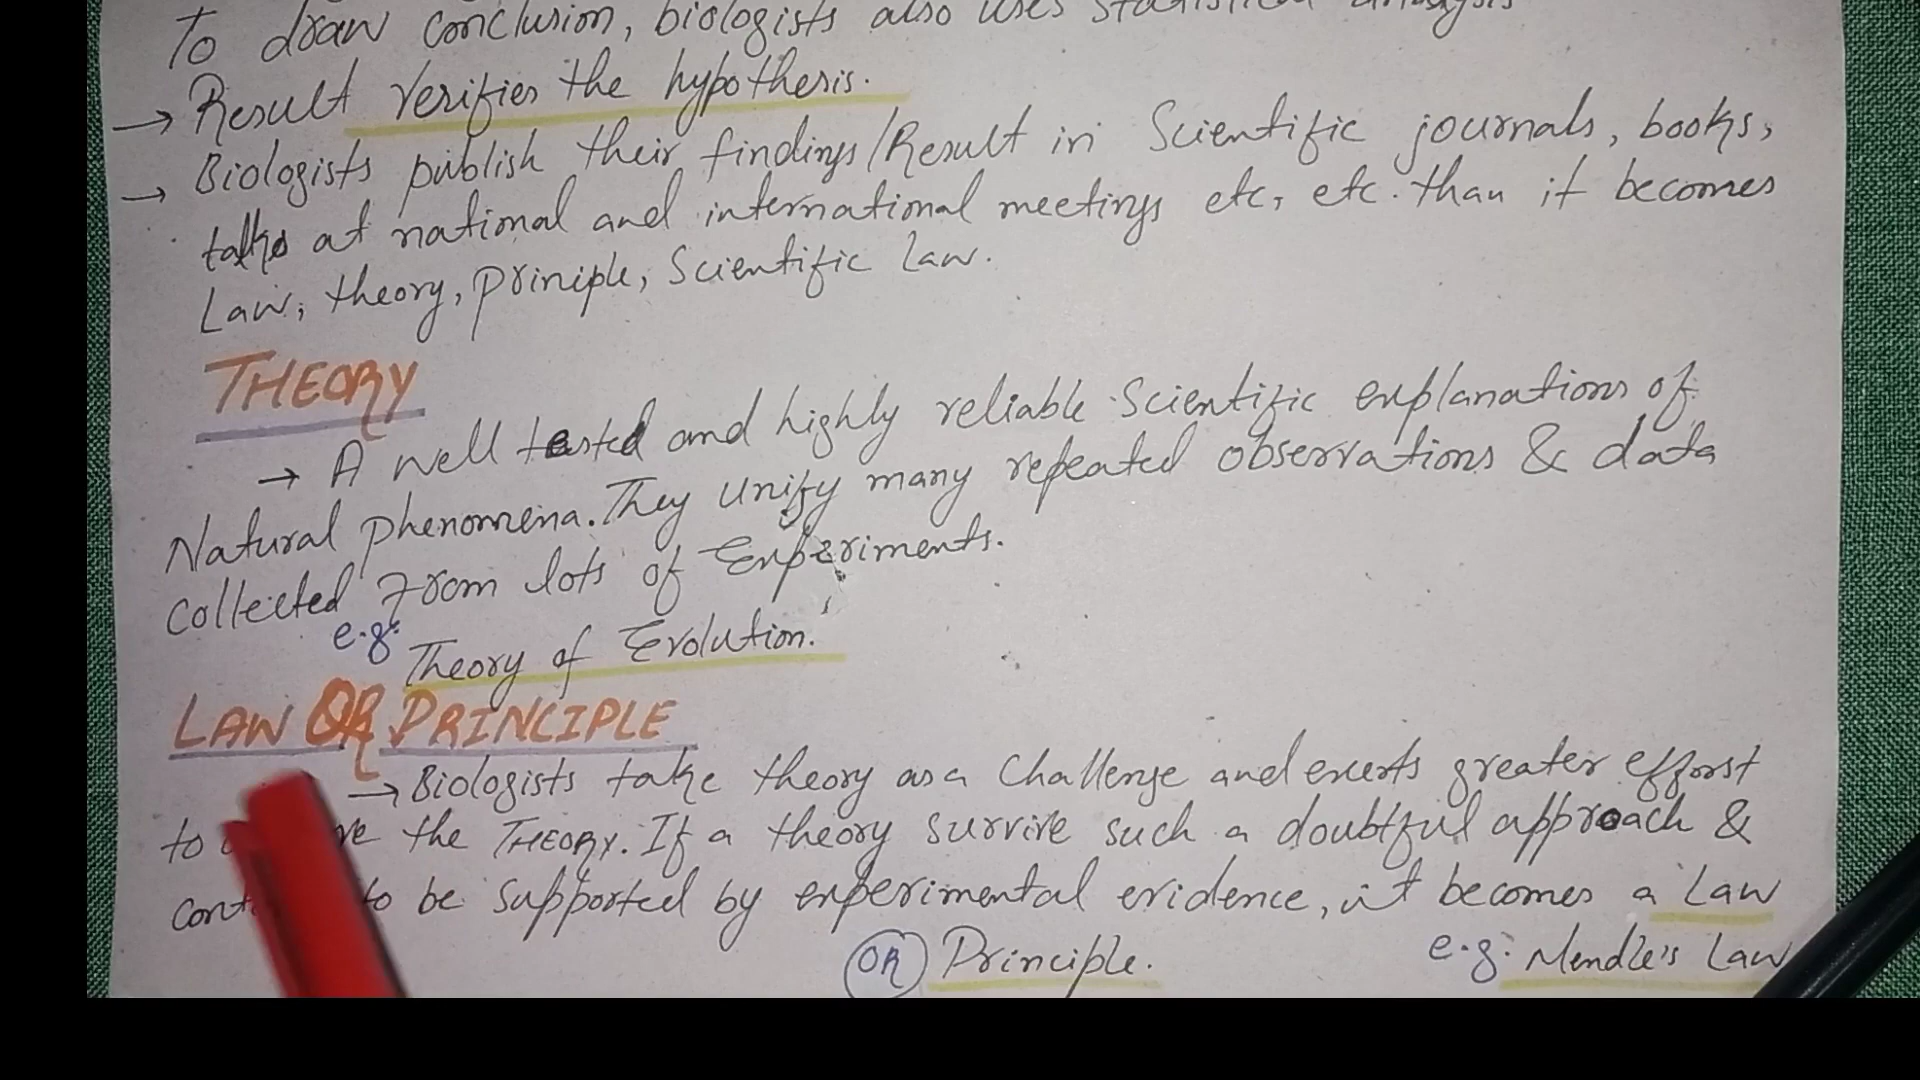 To draw conclusion, biologists also uses statistical analysis
→ Result verifies the hypothesis.
→ Biologists publish their findings/Result in Scientific journals, books,
talks at national and international meetings etc, etc. than it becomes
Law, theory, priniple, Scientific Law.
THEORY
→ A well tested and highly reliable Scientific explanations of
Natural phenomena. They unify many repeated observations & data
collected from lots of Experiments.
e.g: Theory of Evolution.
LAW OR PRINCIPLE
→ Biologists take theory as a Challenge and exerts greater effort
to the THEORY. If a theory survive such a doubtful approach &
to be supported by experimental evidence, it becomes a Law
OR Principle. e.g: Mendle's Law